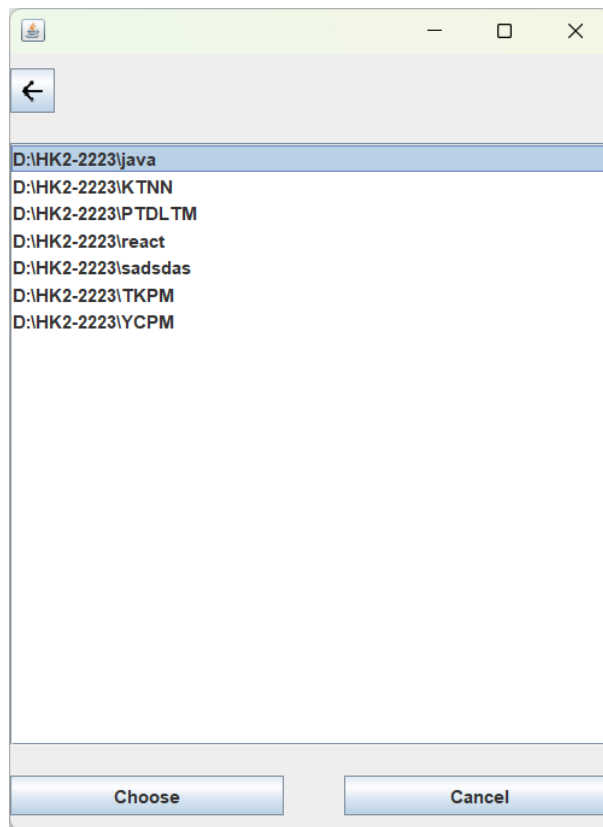 D:\HK2-2223\java
D:\HK2-2223\KTNN
D:\HK2-2223\PTDLTM
D:\HK2-2223\react
D:\HK2-2223\sadsdas
D:\HK2-2223\TKPM
D:\HK2-2223\YCPM
Choose
Cancel